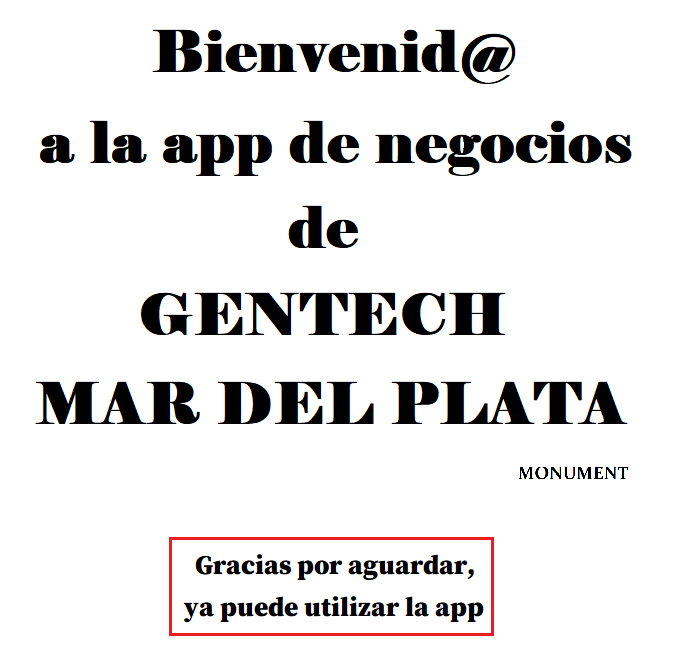 Bienvenid@
a la app de negocios
de
GENTECH
MAR DEL PLATA
MONUMENT
Gracias por aguardar,
ya puede utilizar la app